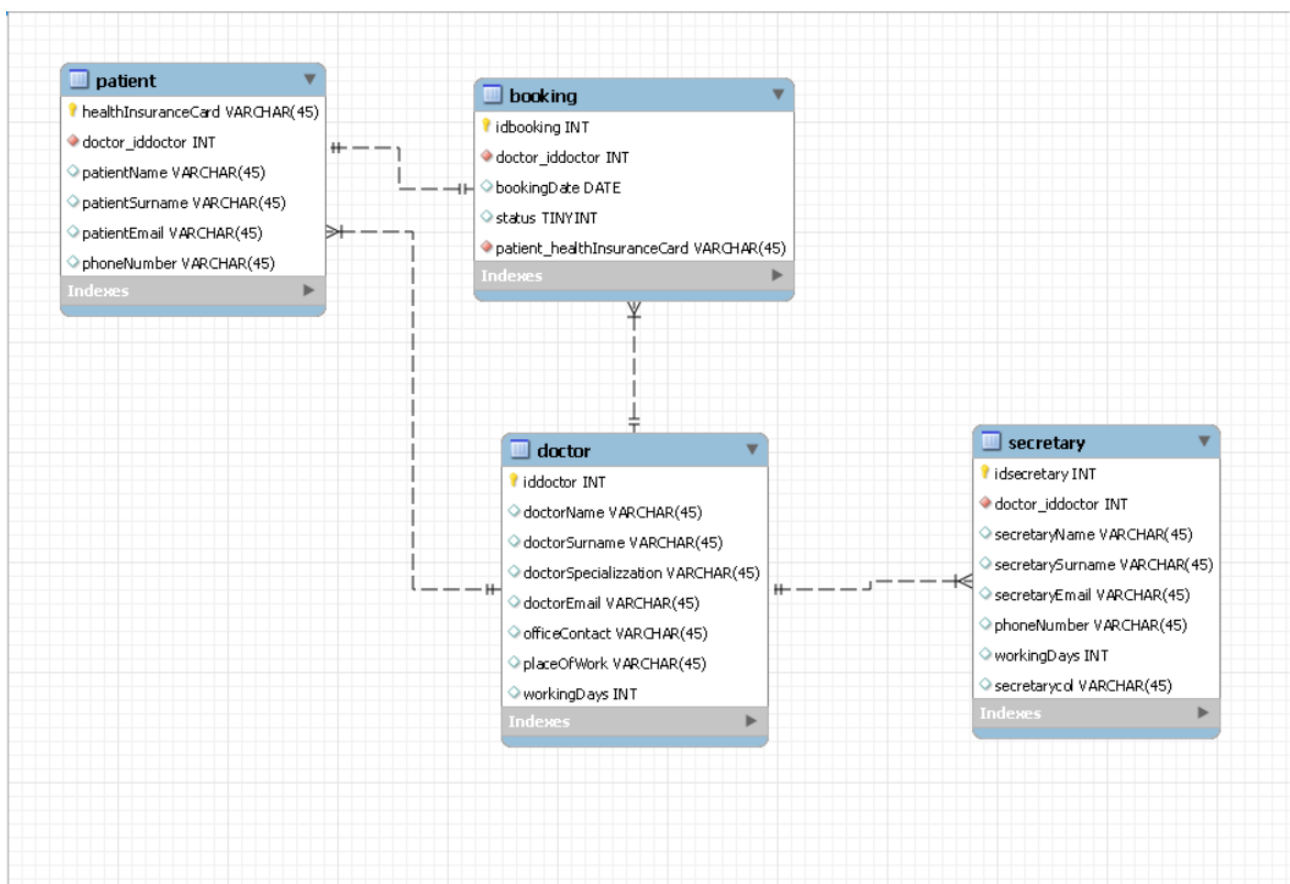 patient
healthInsuranceCard VARCHAR(45)
doctor_iddoctor INT
patientName VARCHAR(45)
patientSurname VARCHAR(45)
patientEmail VARCHAR(45)
phoneNumber VARCHAR(45)
Indexes
booking
idbooking INT
doctor_iddoctor INT
bookingDate DATE
status TINYINT
patient_healthInsuranceCard VARCHAR(45)
Indexes
doctor
iddoctor INT
doctorName VARCHAR(45)
doctorSurname VARCHAR(45)
doctorSpecializzation VARCHAR(45)
doctorEmail VARCHAR(45)
officeContact VARCHAR(45)
placeOfWork VARCHAR(45)
workingDays INT
Indexes
secretary
idsecretary INT
doctor_iddoctor INT
secretaryName VARCHAR(45)
secretarySurname VARCHAR(45)
secretaryEmail VARCHAR(45)
phoneNumber VARCHAR(45)
workingDays INT
secretarycol VARCHAR(45)
Indexes